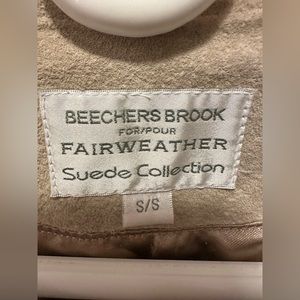 BEECHERS BROOK
FOR/POUR
FAIRWEATHER
Suede Collection
S/S